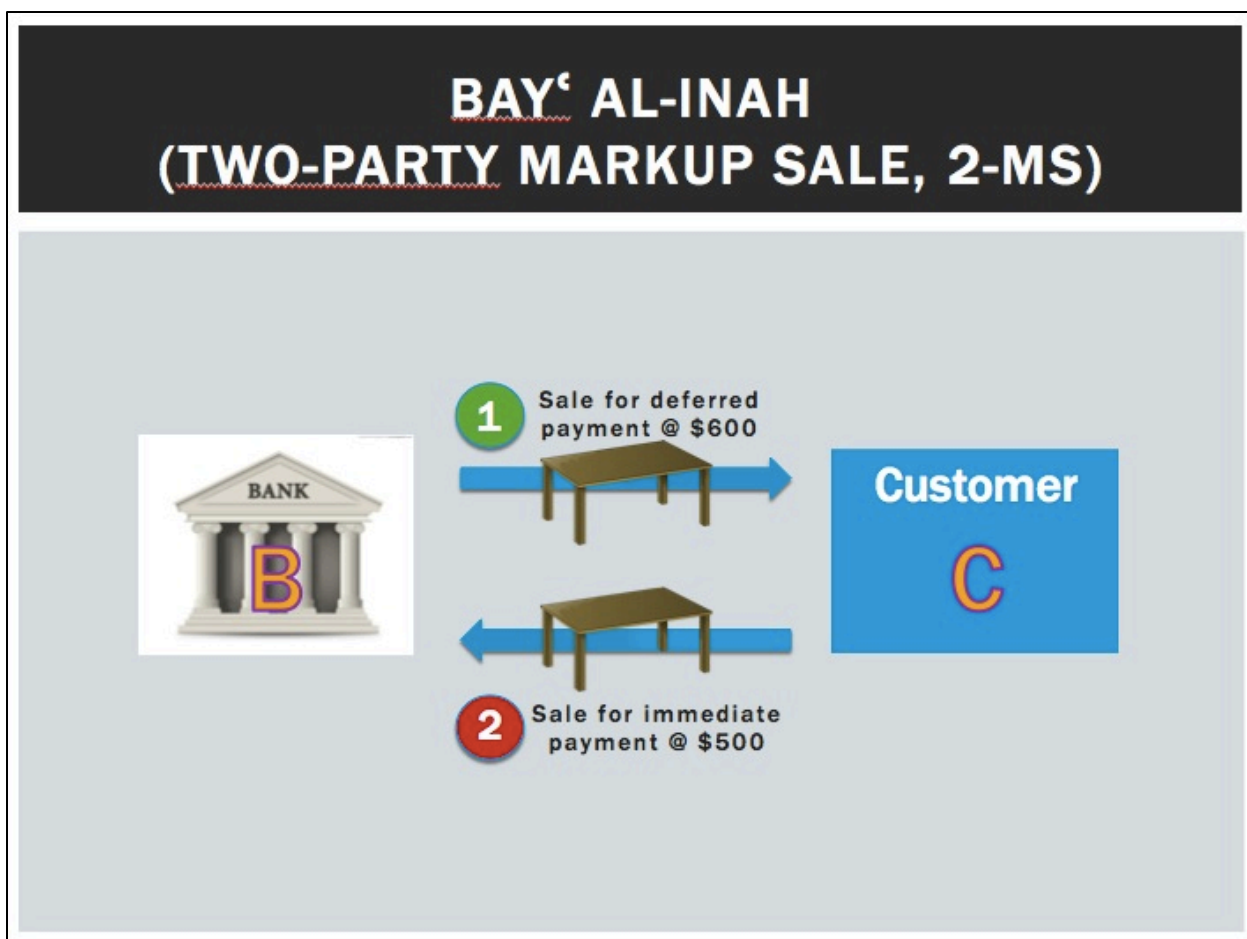 BAYʿ AL-INAH
(TWO-PARTY MARKUP SALE, 2-MS)
1
Sale for deferred
payment @ $600
BANK
B
Customer
C
2
Sale for immediate
payment @ $500